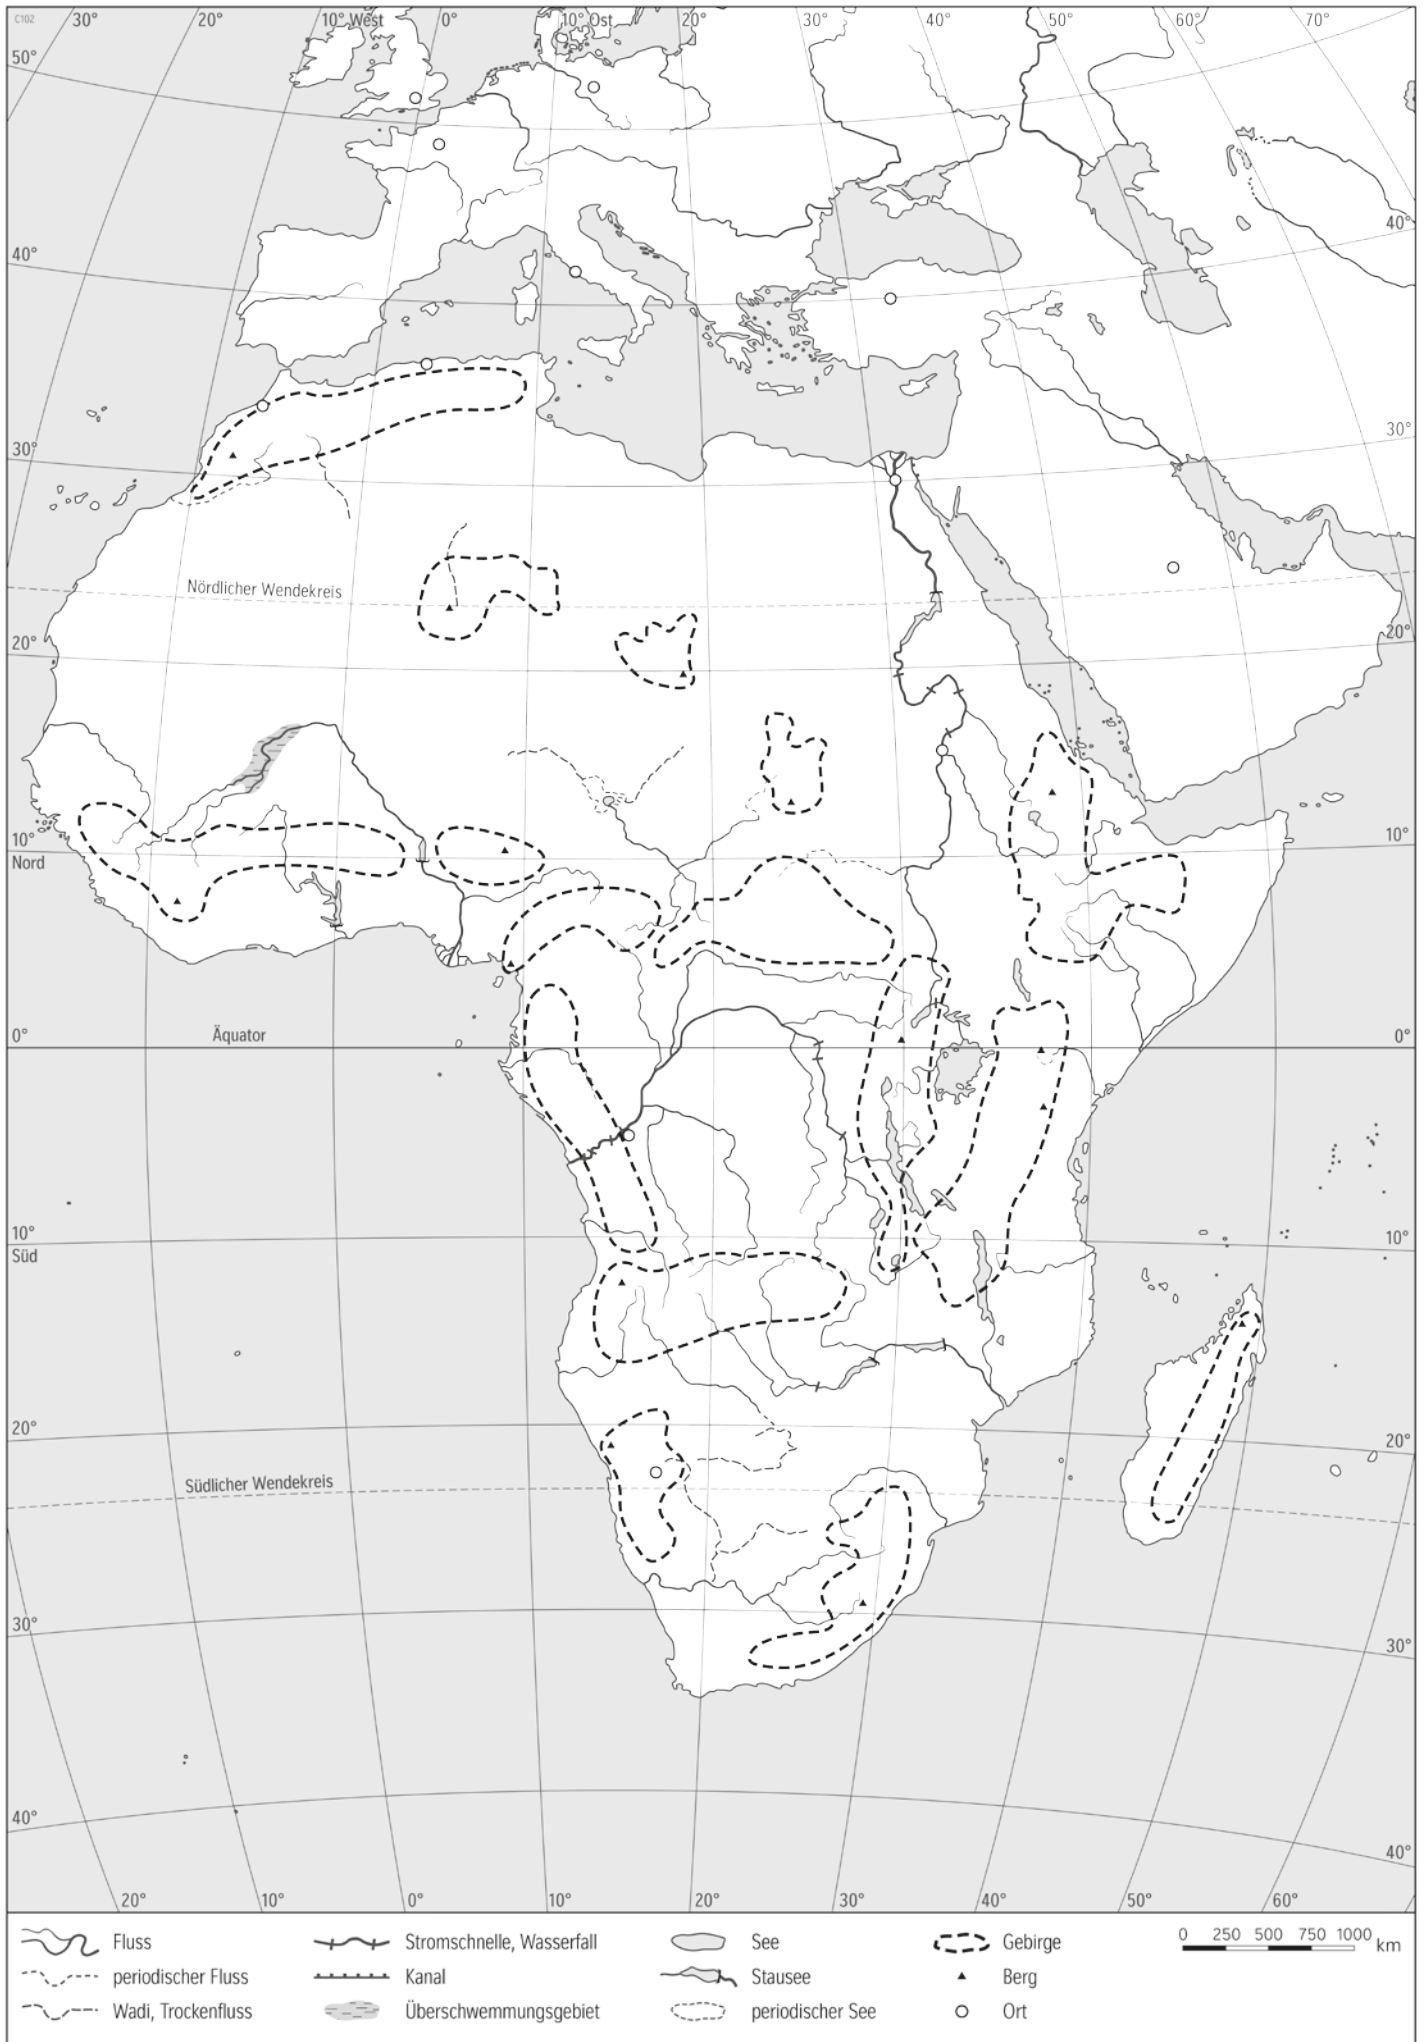 C102
30° 20° 10° West 0° 10° Ost 20° 30° 40° 50° 60° 70°
50°
40° 40°
30° 30°
Nördlicher Wendekreis
20° 20°
10° 10°
Nord
0° Äquator 0°
10° 10°
Süd
20° 20°
Südlicher Wendekreis
30° 30°
40° 40°
20° 10° 0° 10° 20° 30° 40° 50° 60°
Fluss Stromschnelle, Wasserfall See Gebirge 0 250 500 750 1000 km
periodischer Fluss Kanal Stausee Berg
Wadi, Trockenfluss Überschwemmungsgebiet periodischer See Ort